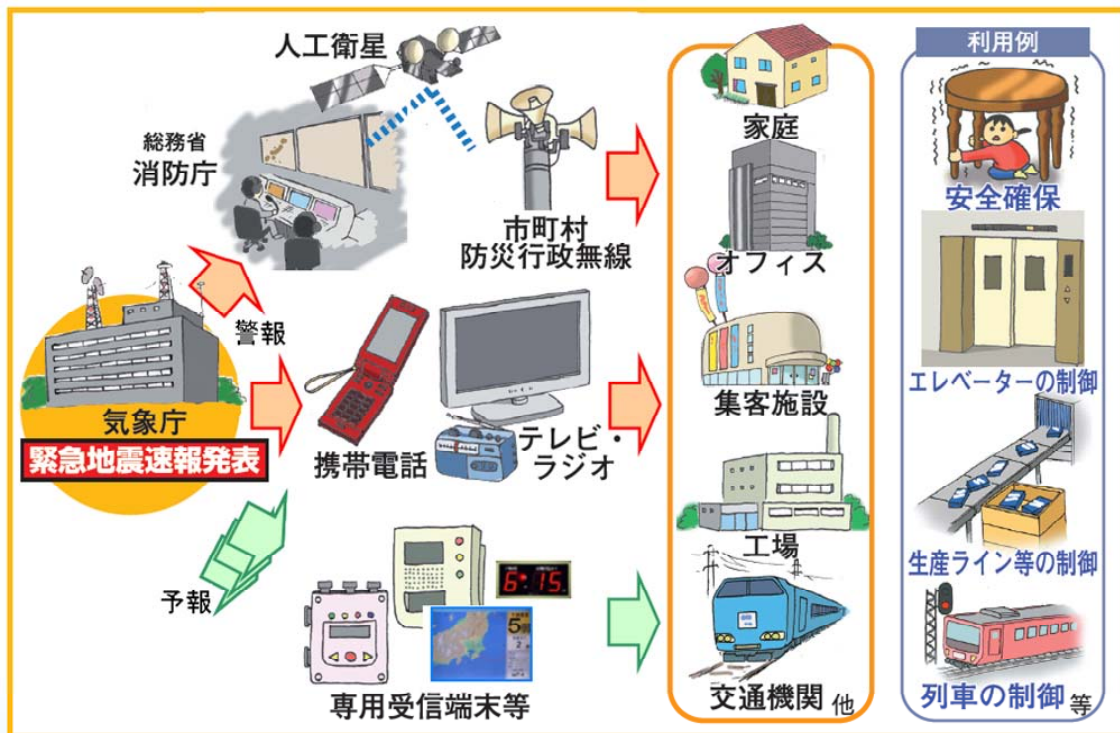 人工衛星
総務省
消防庁
市町村
防災行政無線
警報
気象庁
緊急地震速報発表
携帯電話
テレビ・
ラジオ
予報
6 15
5弱
専用受信端末等
家庭
オフィス
集客施設
工場
交通機関 他
利用例
安全確保
エレベーターの制御
生産ライン等の制御
列車の制御 等